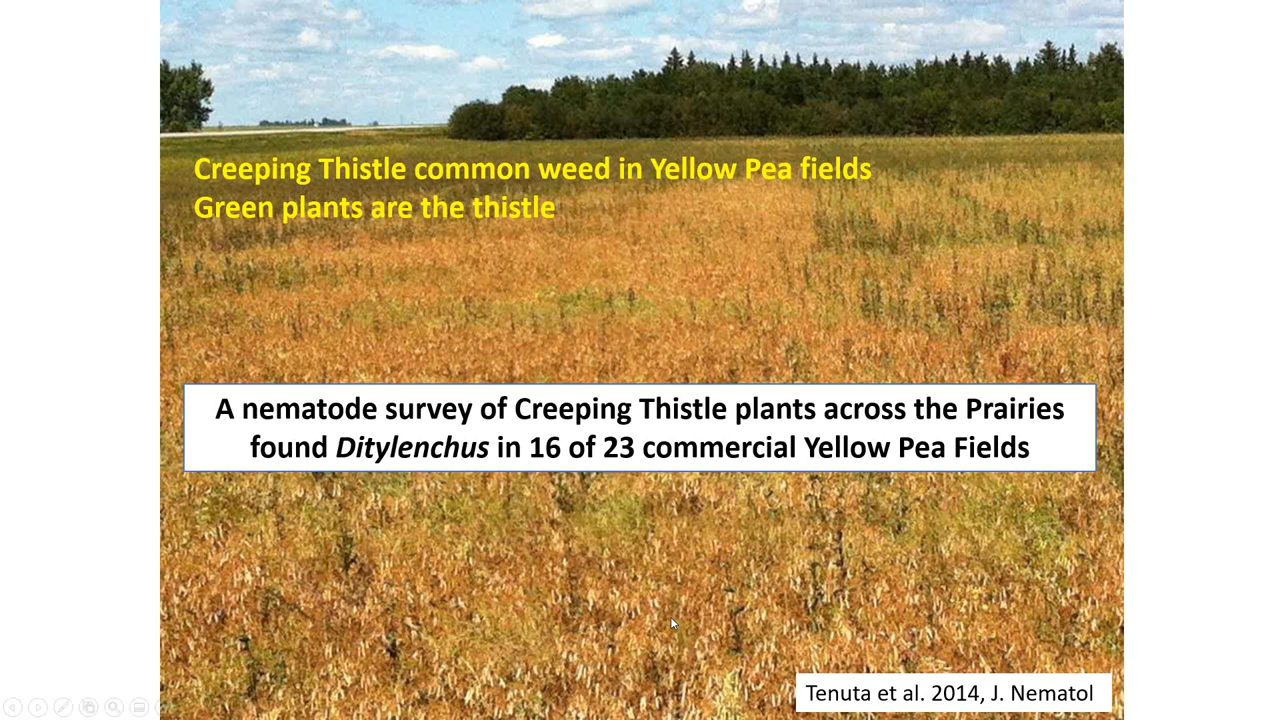 Creeping Thistle common weed in Yellow Pea fields
Green plants are the thistle
A nematode survey of Creeping Thistle plants across the Prairies
found Ditylenchus in 16 of 23 commercial Yellow Pea Fields
Tenuta et al. 2014, J. Nematol